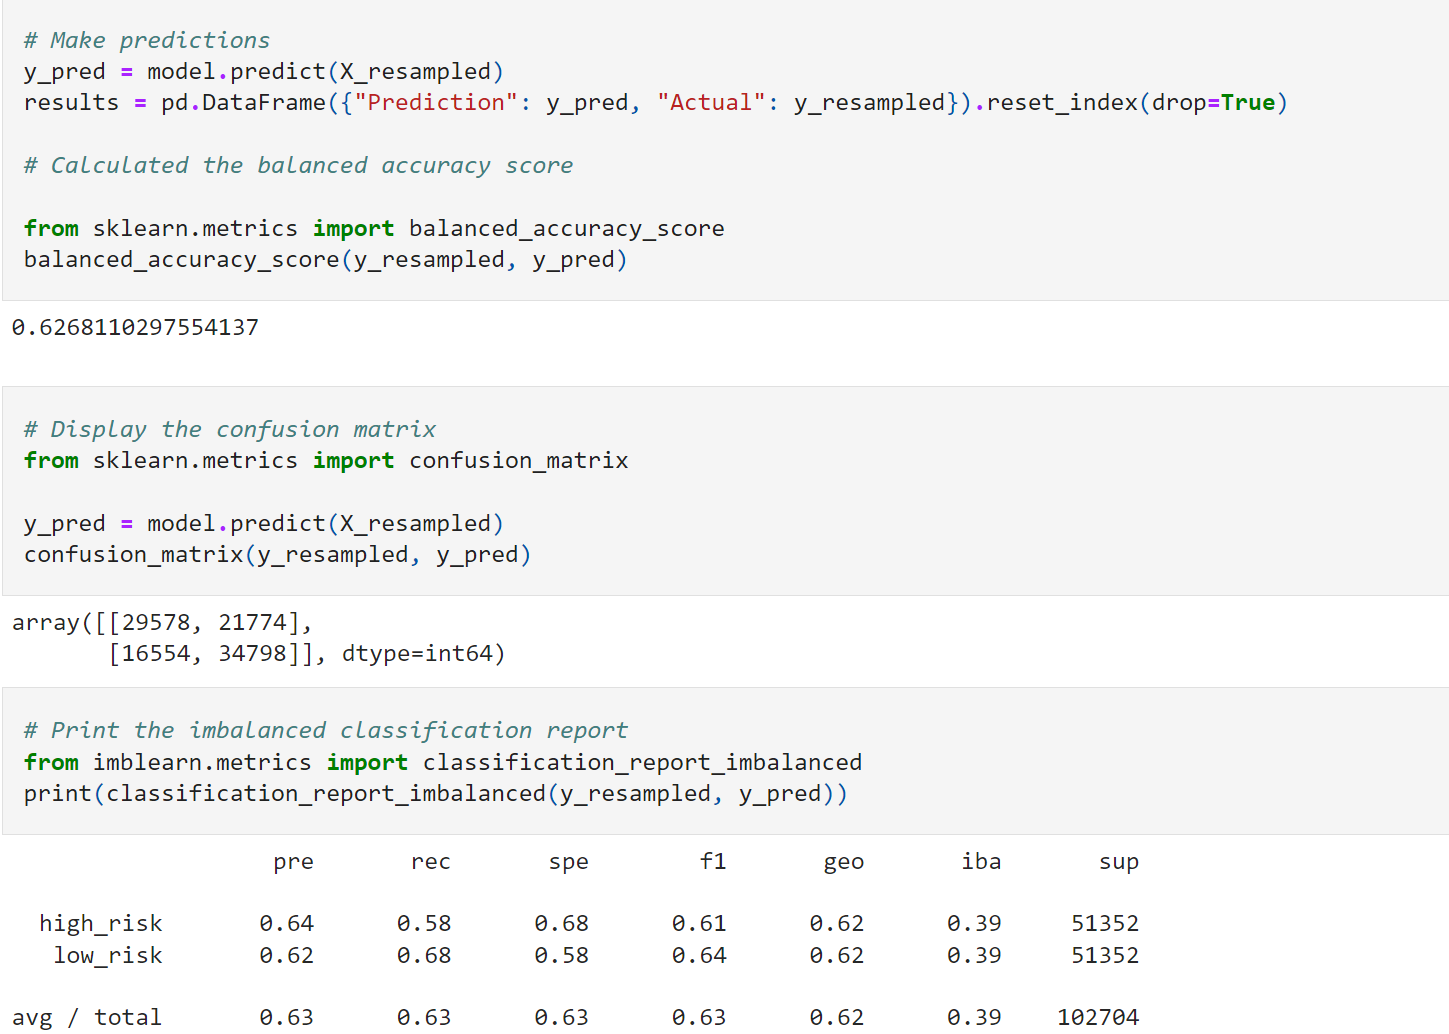 # Make predictions
y_pred = model.predict(X_resampled)
results = pd.DataFrame({"Prediction": y_pred, "Actual": y_resampled}).reset_index(drop=True)
# Calculated the balanced accuracy score
from sklearn.metrics import balanced_accuracy_score
balanced_accuracy_score(y_resampled, y_pred)
0.6268110297554137
# Display the confusion matrix
from sklearn.metrics import confusion_matrix
y_pred = model.predict(X_resampled)
confusion_matrix(y_resampled, y_pred)
array([[29578, 21774],
       [16554, 34798]], dtype=int64)
# Print the imbalanced classification report
from imblearn.metrics import classification_report_imbalanced
print(classification_report_imbalanced(y_resampled, y_pred))
                   pre       rec       spe        f1       geo       iba       sup
  high_risk       0.64      0.58      0.68      0.61      0.62      0.39     51352
   low_risk       0.62      0.68      0.58      0.64      0.62      0.39     51352
avg / total       0.63      0.63      0.63      0.63      0.62      0.39    102704